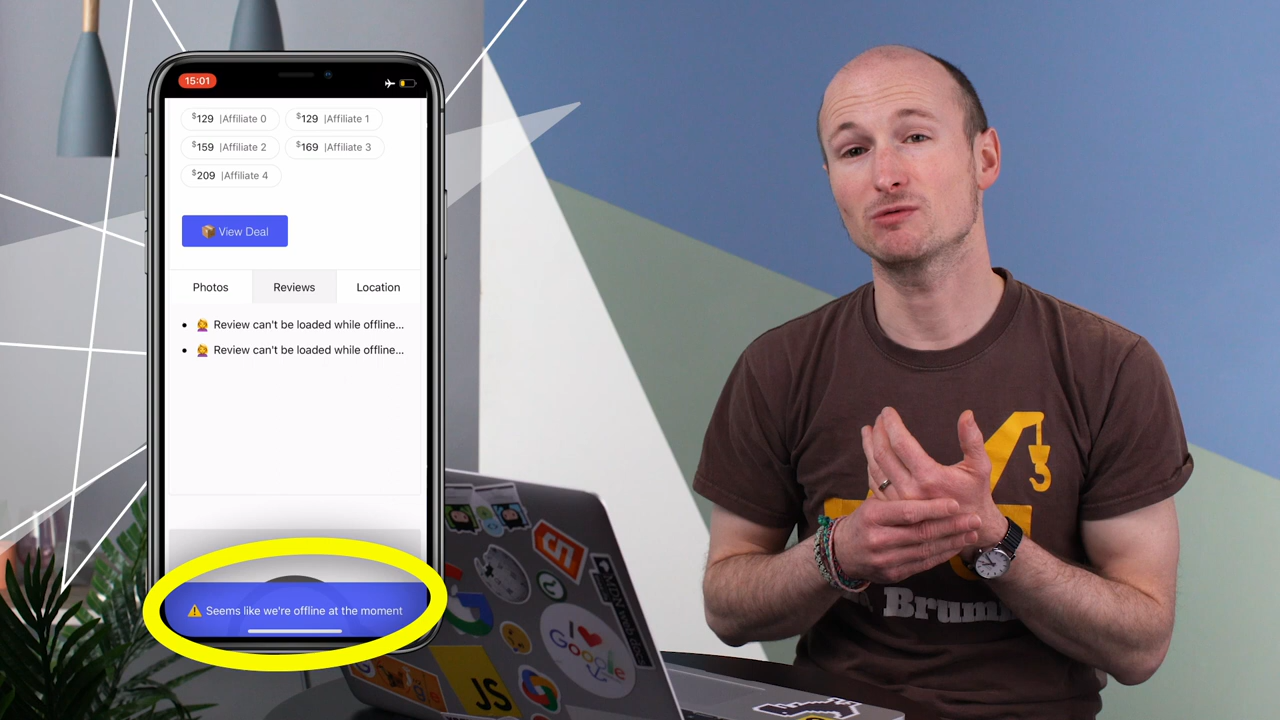 15:01
$129 |Affiliate 0
$129 |Affiliate 1
$159 |Affiliate 2
$169 |Affiliate 3
$209 |Affiliate 4
📦 View Deal
Photos
Reviews
Location
Review can't be loaded while offline...
Review can't be loaded while offline...
⚠️ Seems like we're offline at the moment
I ❤ Google
JS
3